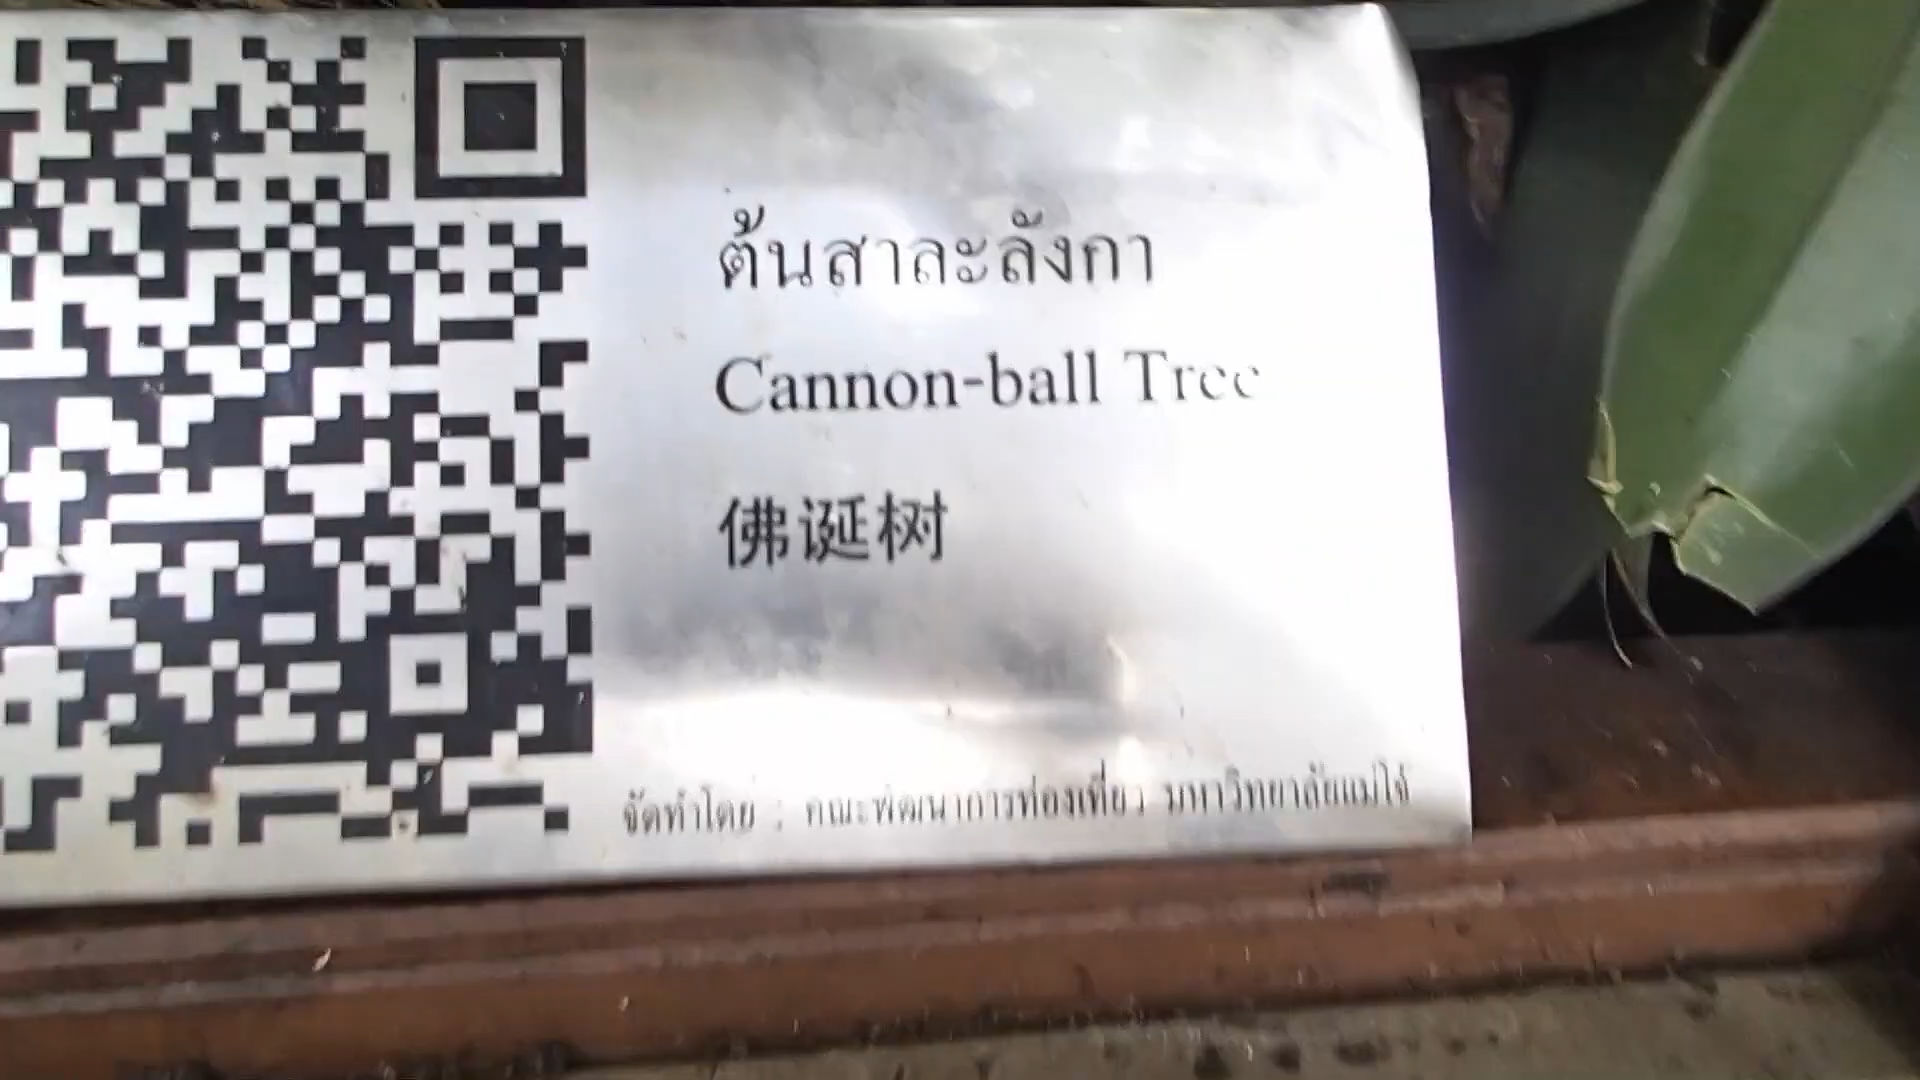 ต้นสาละลังกา
Cannon-ball Tree
佛诞树
จัดทำโดย : คณะพัฒนาการท่องเที่ยว มหาวิทยาลัยแม่โจ้